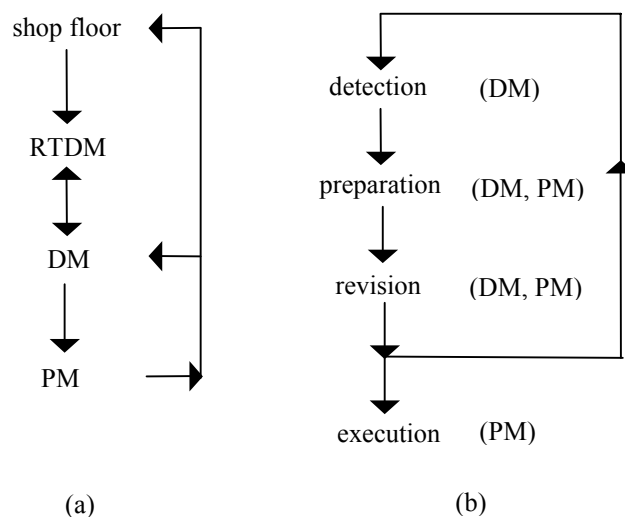 shop floor
RTDM
DM
PM
(a)
detection (DM)
preparation (DM, PM)
revision (DM, PM)
execution (PM)
(b)